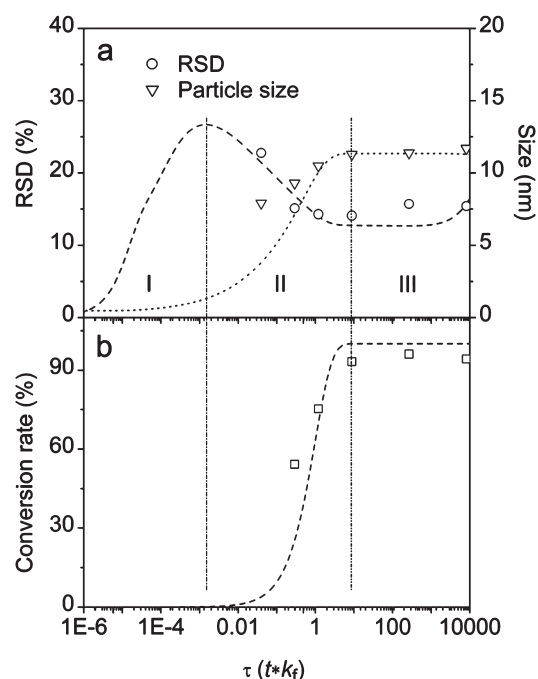 a
RSD
Particle size
RSD (%)
40
30
20
10
0
Size (nm)
20
15
10
5
0
I
II
III
b
Conversion rate (%)
90
60
30
0
1E-6
1E-4
0.01
1
100
10000
τ (t*kf)